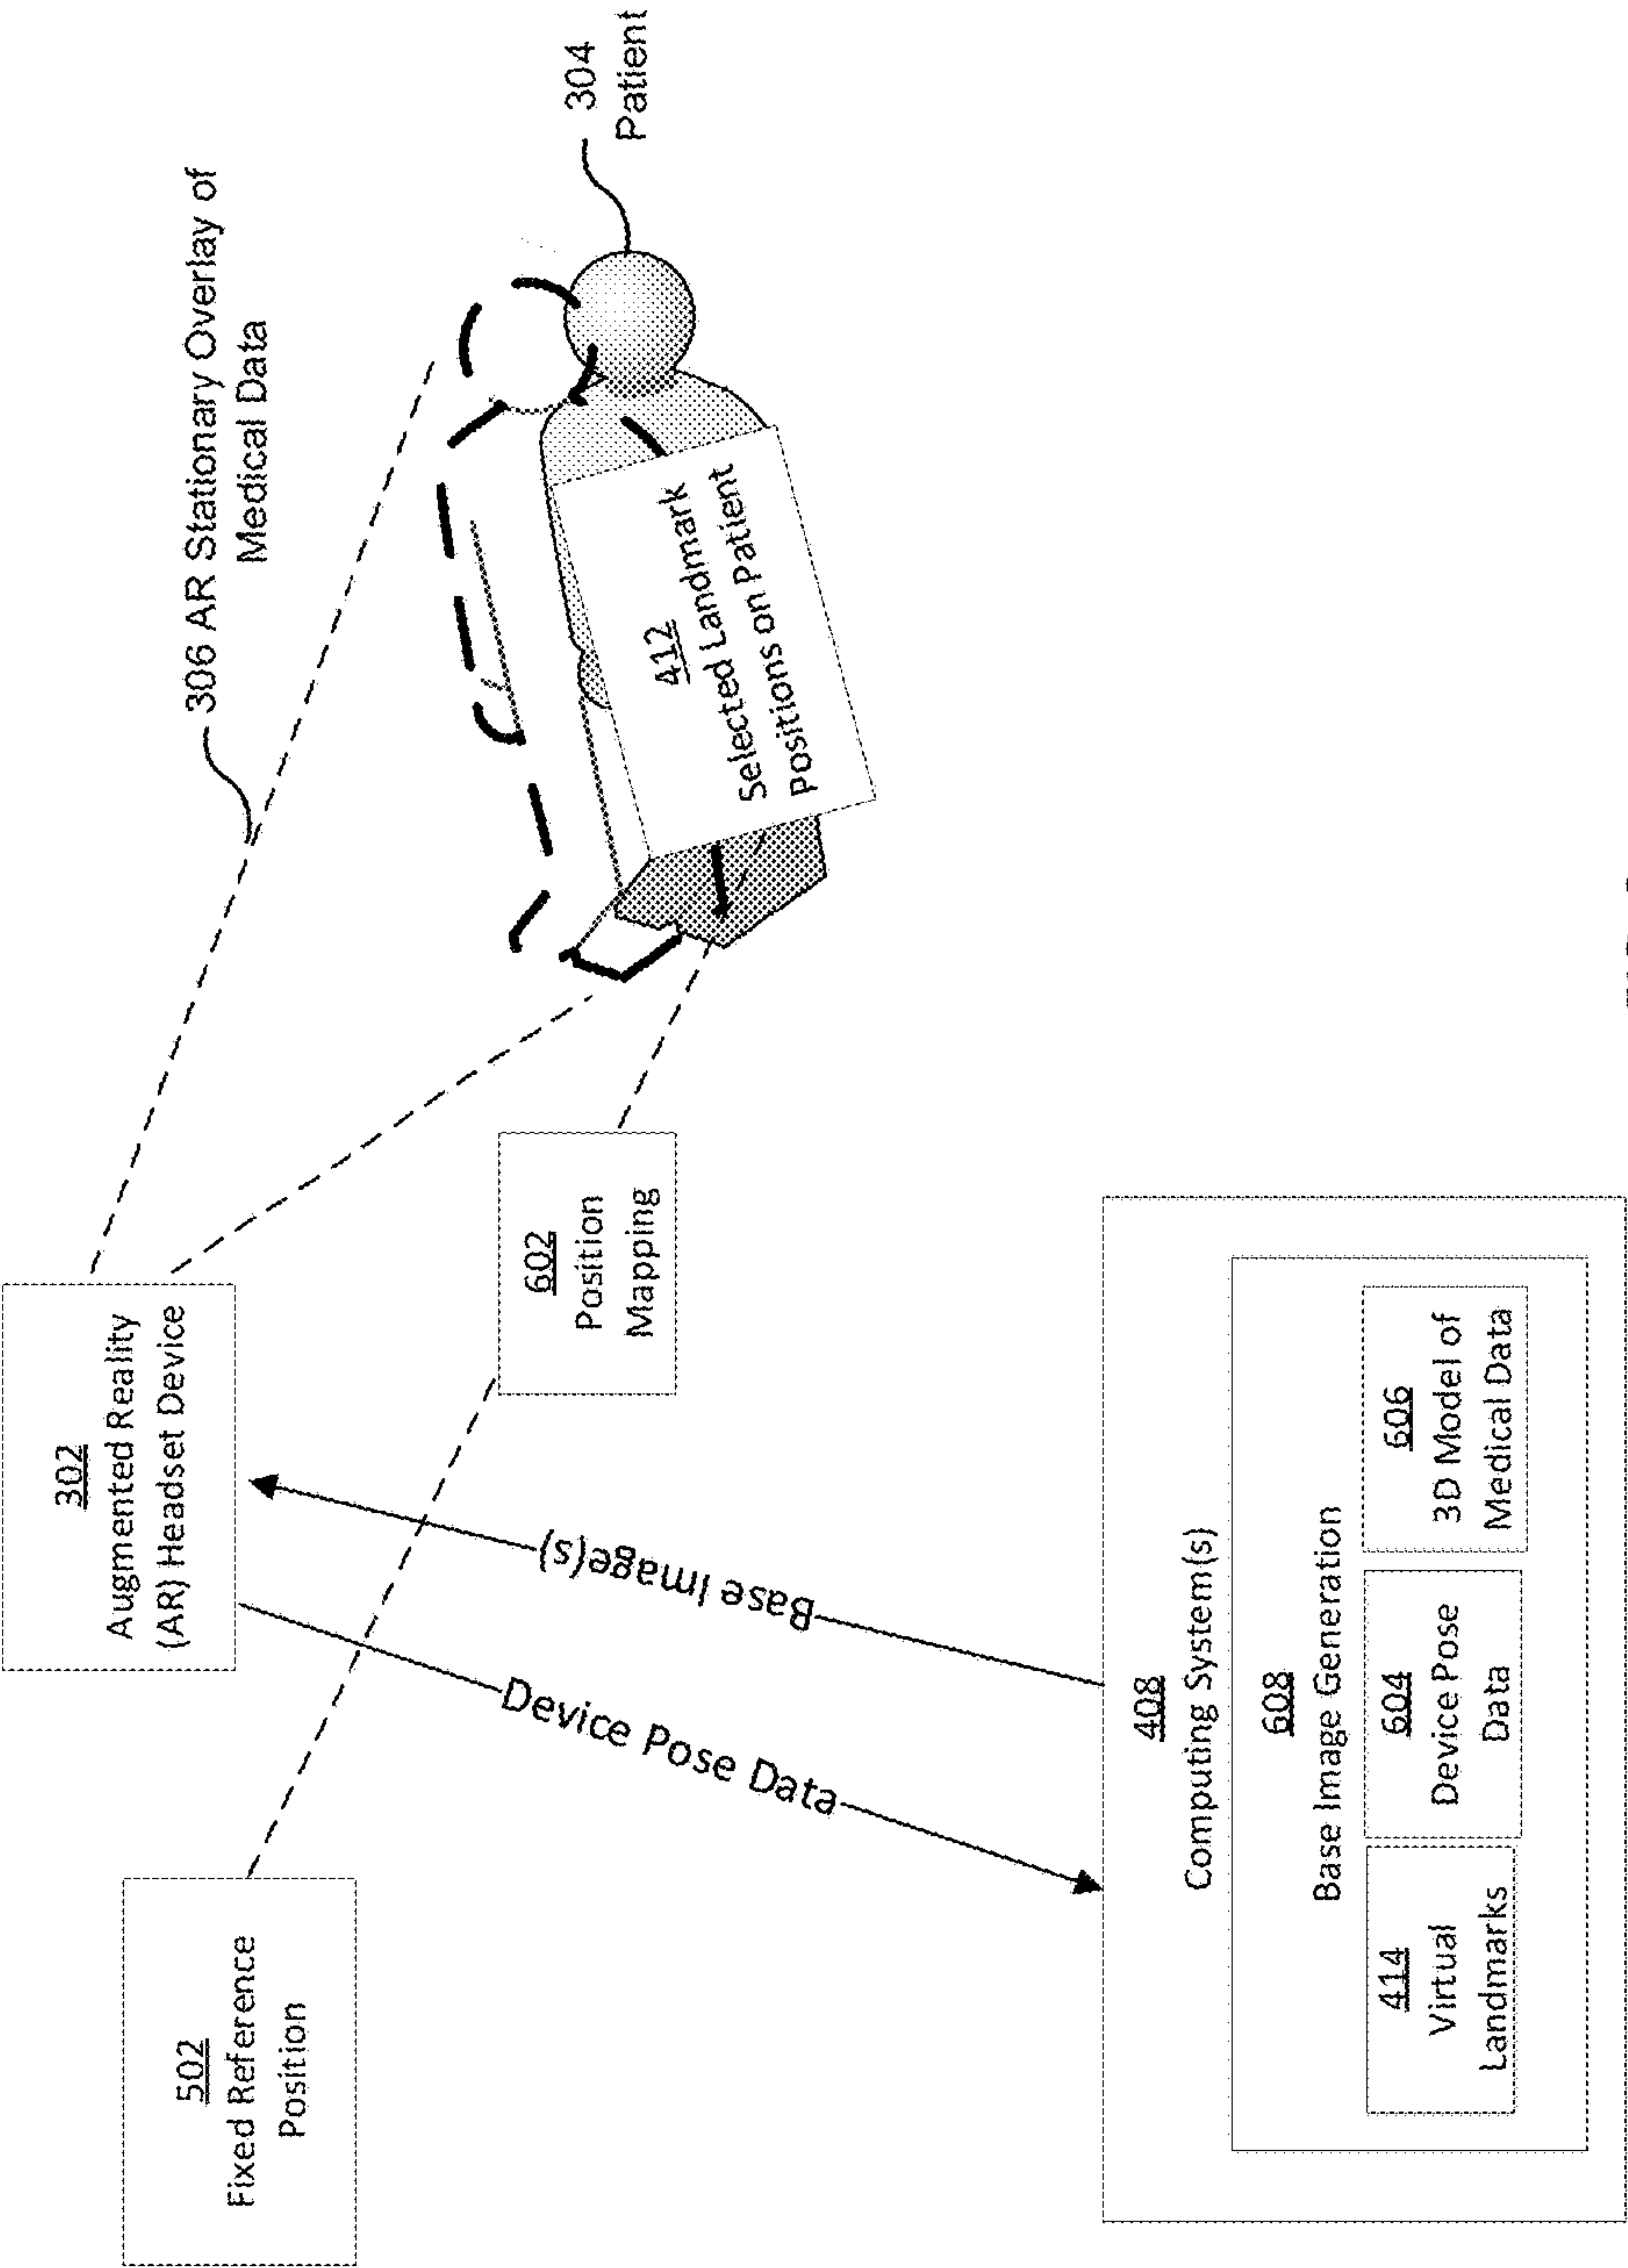 306 AR Stationary Overlay of
Medical Data
304
Patient
302
Augmented Reality
(AR) Headset Device
502
Fixed Reference
Position
602
Position
Mapping
412
Selected Landmark
Positions on Patient
Device Pose Data
Base Image(s)
408
Computing System(s)
608
Base Image Generation
414
Virtual
Landmarks
604
Device Pose
Data
606
3D Model of
Medical Data